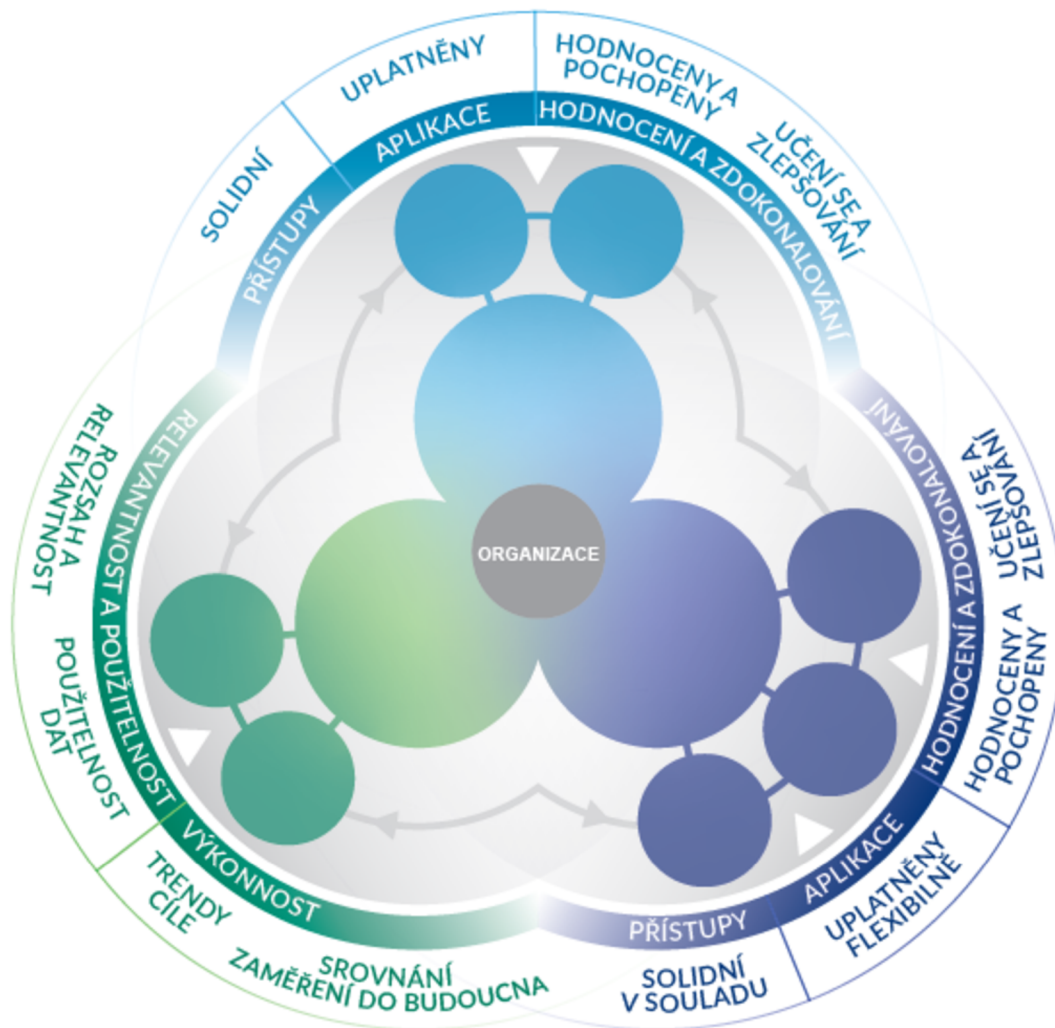 SOLIDNÍ
UPLATNĚNY
HODNOCENY A
POCHOPENY
UČENÍ SE A
ZLEPŠOVÁNÍ
PŘÍSTUPY
APLIKACE
HODNOCENÍ A ZDOKONALOVÁNÍ
ORGANIZACE
HODNOCENÍ A ZDOKONALOVÁNÍ
UČENÍ SE A
ZLEPŠOVÁNÍ
HODNOCENY A
POCHOPENY
APLIKACE
UPLATNĚNY
FLEXIBILNĚ
PŘÍSTUPY
SOLIDNÍ
V SOULADU
RELEVANTNOST A POUŽITELNOST
ROZSAH A
RELEVANTNOST
POUŽITELNOST
DAT
VÝKONNOST
TRENDY
CÍLE
SROVNÁNÍ
ZAMĚŘENÍ DO BUDOUCNA